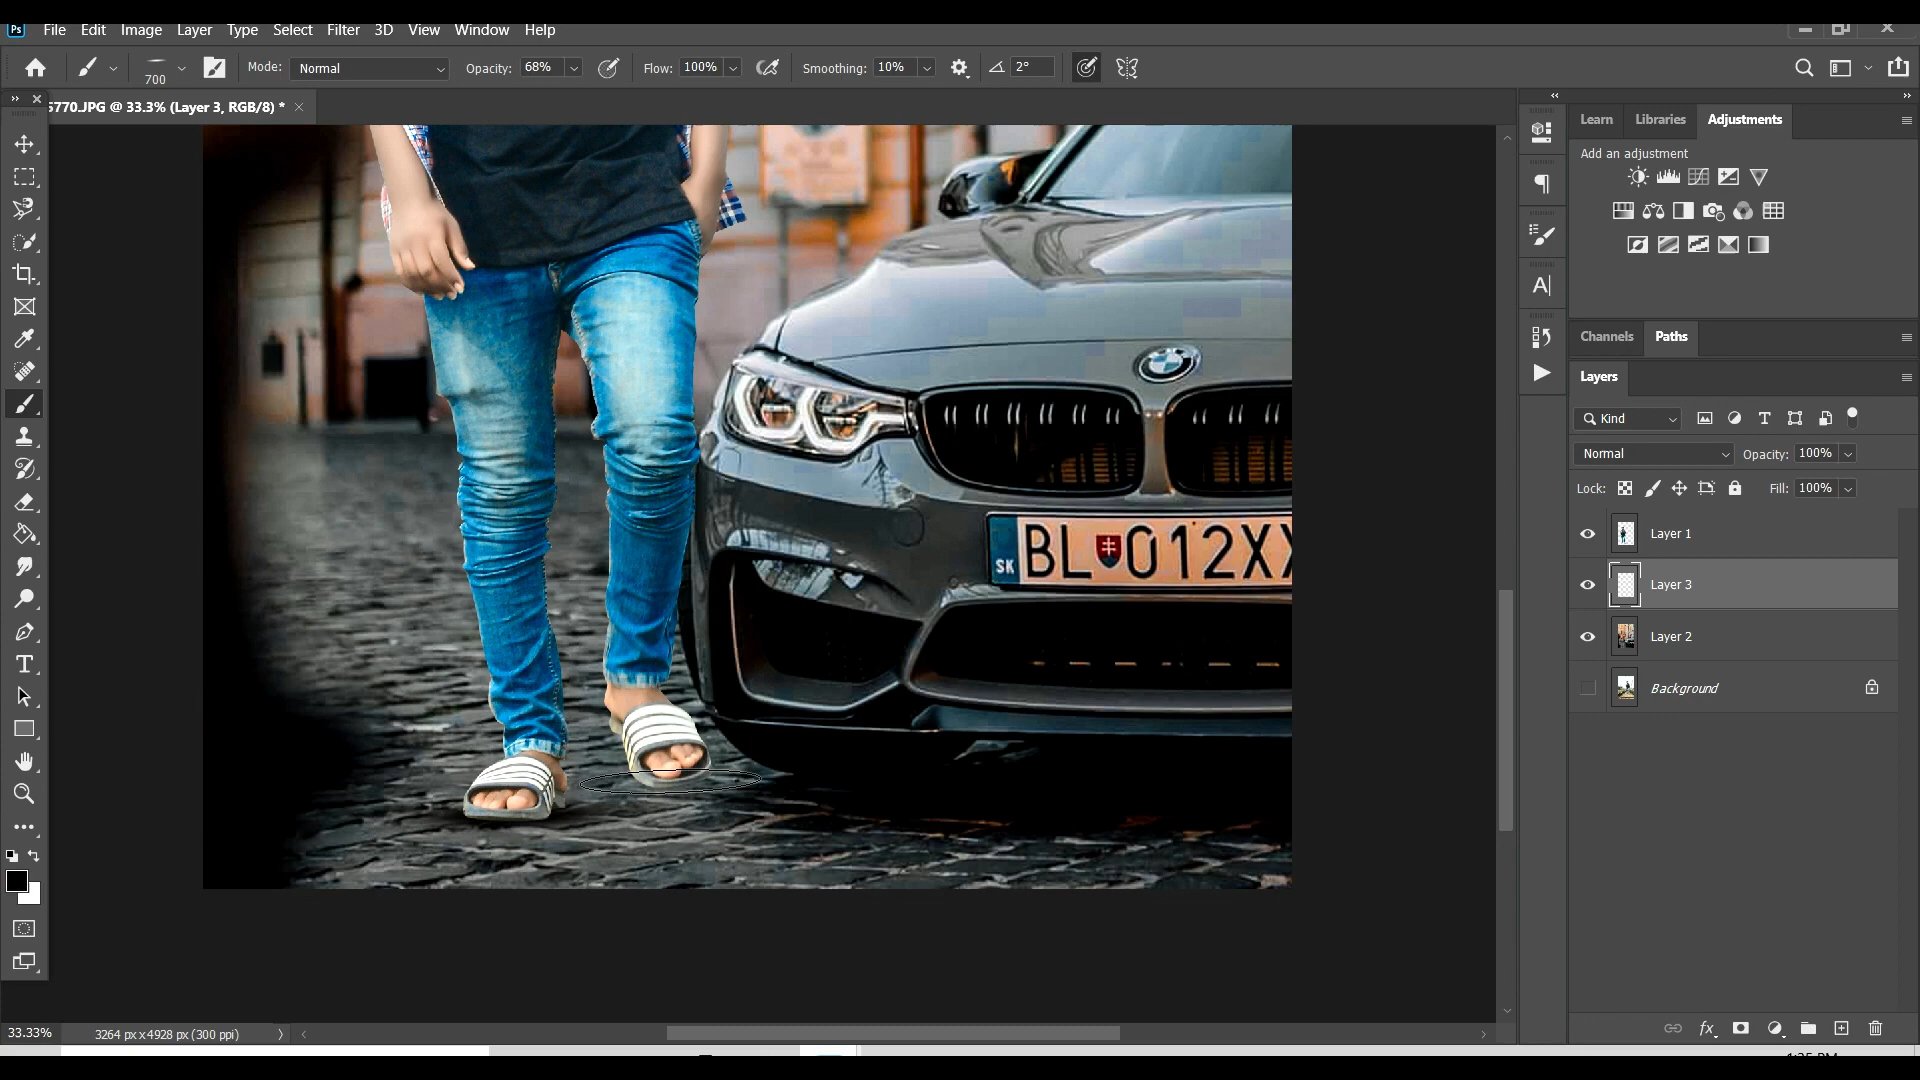 Ps File Edit Image Layer Type Select Filter 3D View Window Help
700 Mode: Normal Opacity: 68% Flow: 100% Smoothing: 10% 2°
5770.JPG @ 33.3% (Layer 3, RGB/8) *
Learn Libraries Adjustments
Add an adjustment
Channels Paths
Layers
Kind
Normal Opacity: 100%
Lock: Fill: 100%
Layer 1
Layer 3
Layer 2
Background
SK BL 012XX
33.33% 3264 px x 4928 px (300 ppi)